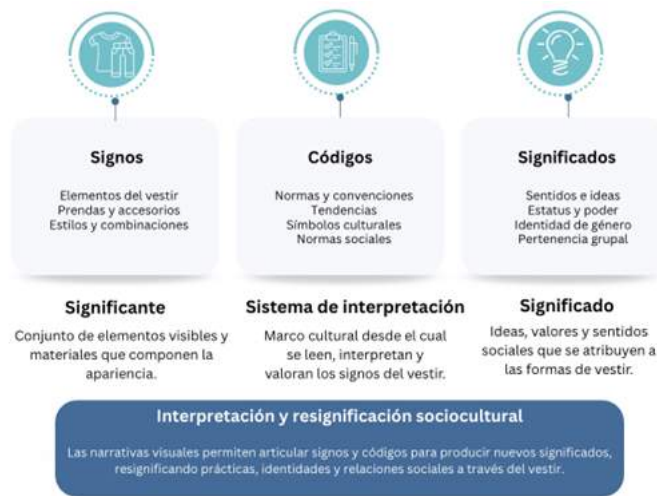 Signos
Elementos del vestir
Prendas y accesorios
Estilos y combinaciones
Códigos
Normas y convenciones
Tendencias
Símbolos culturales
Normas sociales
Significados
Sentidos e ideas
Estatus y poder
Identidad de género
Pertenencia grupal
Significante
Conjunto de elementos visibles y
materiales que componen la
apariencia.
Sistema de interpretación
Marco cultural desde el cual
se leen, interpretan y
valoran los signos del vestir.
Significado
Ideas, valores y sentidos
sociales que se atribuyen a
las formas de vestir.
Interpretación y resignificación sociocultural
Las narrativas visuales permiten articular signos y códigos para producir nuevos significados,
resignificando prácticas, identidades y relaciones sociales a través del vestir.